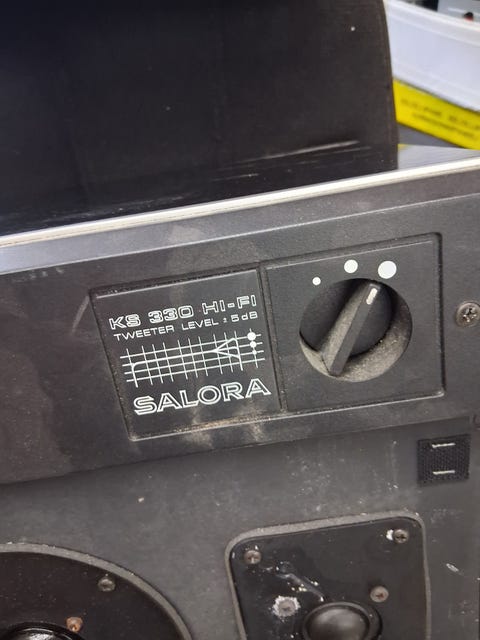 KS 330 HI-FI
TWEETER LEVEL ± 5dB
SALORA